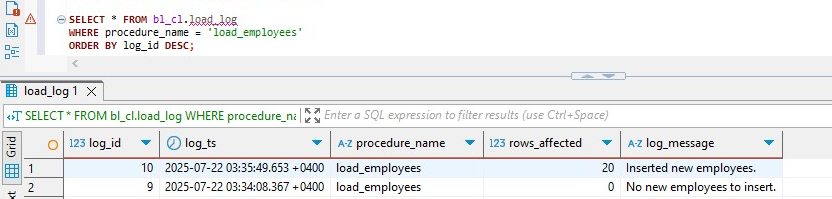 SELECT * FROM bl_cl.load_log
WHERE procedure_name = 'load_employees'
ORDER BY log_id DESC;
load_log 1
SELECT * FROM bl_cl.load_log WHERE procedure_na Enter a SQL expression to filter results (use Ctrl+Space)
Grid
123 log_id log_ts A-Z procedure_name 123 rows_affected A-Z log_message
1 10 2025-07-22 03:35:49.653 +0400 load_employees 20 Inserted new employees.
2 9 2025-07-22 03:34:08.367 +0400 load_employees 0 No new employees to insert.